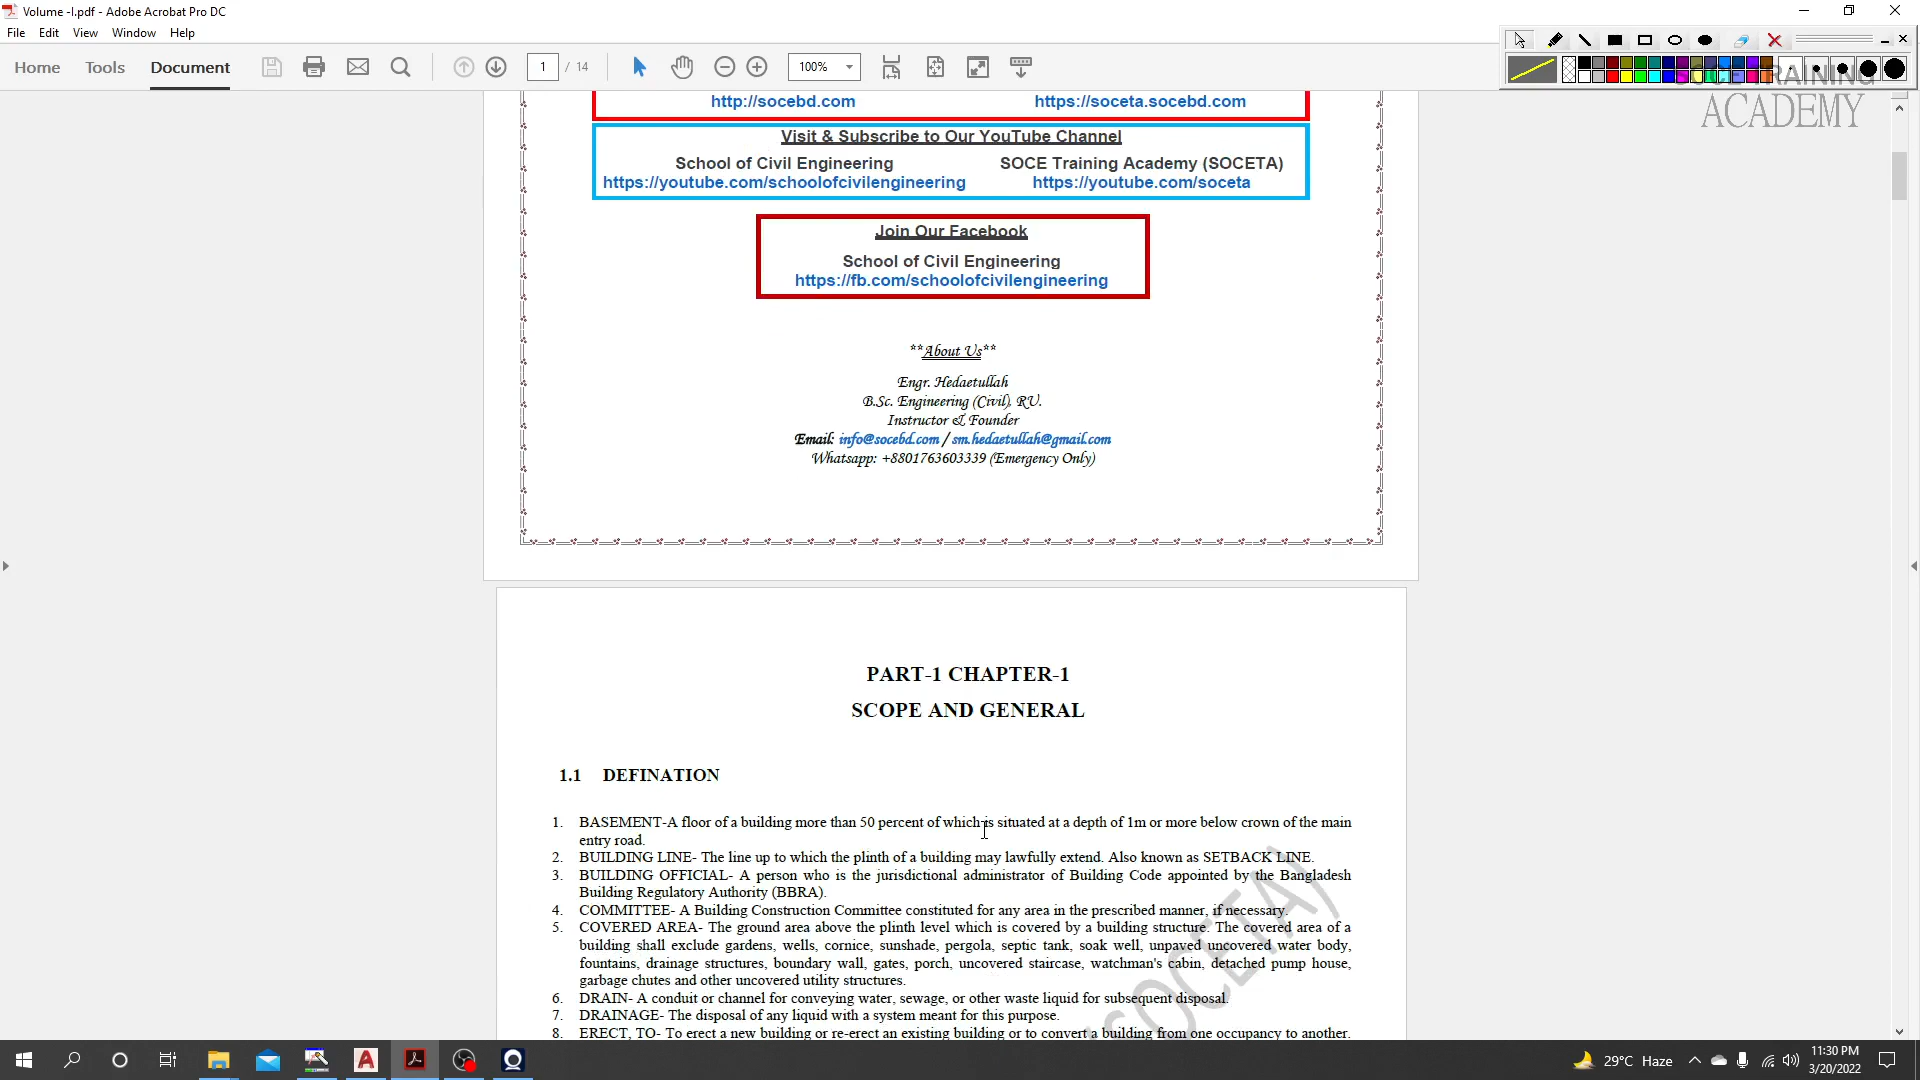 Volume -I.pdf - Adobe Acrobat Pro DC
File Edit View Window Help
Home Tools Document 1 / 14 100%
SOCE TRAINING
ACADEMY
http://socebd.com https://soceta.socebd.com
Visit & Subscribe to Our YouTube Channel
School of Civil Engineering SOCE Training Academy (SOCETA)
https://youtube.com/schoolofcivilengineering https://youtube.com/soceta
Join Our Facebook
School of Civil Engineering
https://fb.com/schoolofcivilengineering
**About Us**
Engr. Hedaetullah
B.Sc. Engineering (Civil), RU.
Instructor & Founder
Email: info@socebd.com / sm.hedaetullah@gmail.com
Whatsapp: +8801763603339 (Emergency Only)
PART-1 CHAPTER-1
SCOPE AND GENERAL
1.1 DEFINATION
1. BASEMENT-A floor of a building more than 50 percent of which is situated at a depth of 1m or more below crown of the main
entry road.
2. BUILDING LINE- The line up to which the plinth of a building may lawfully extend. Also known as SETBACK LINE.
3. BUILDING OFFICIAL- A person who is the jurisdictional administrator of Building Code appointed by the Bangladesh
Building Regulatory Authority (BBRA).
4. COMMITTEE- A Building Construction Committee constituted for any area in the prescribed manner, if necessary.
5. COVERED AREA- The ground area above the plinth level which is covered by a building structure. The covered area of a
building shall exclude gardens, wells, cornice, sunshade, pergola, septic tank, soak well, unpaved uncovered water body,
fountains, drainage structures, boundary wall, gates, porch, uncovered staircase, watchman's cabin, detached pump house,
garbage chutes and other uncovered utility structures.
6. DRAIN- A conduit or channel for conveying water, sewage, or other waste liquid for subsequent disposal.
7. DRAINAGE- The disposal of any liquid with a system meant for this purpose.
8. ERECT, TO- To erect a new building or re-erect an existing building or to convert a building from one occupancy to another.
(SOCETA)
29°C Haze
11:30 PM
3/20/2022